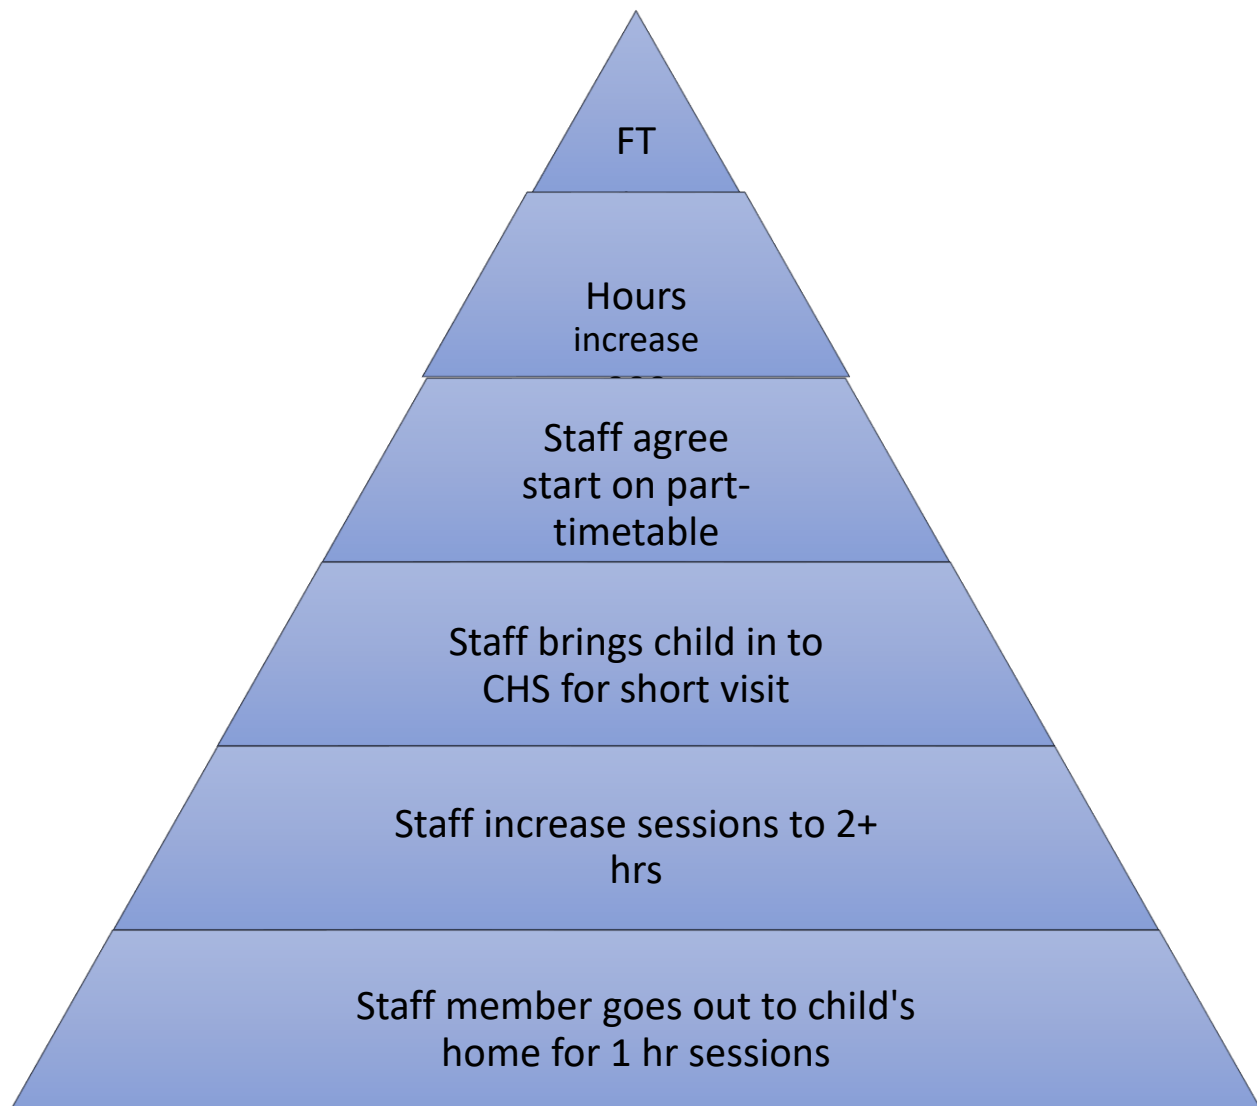 FT
Hours
increase
Staff agree
start on part-
timetable
Staff brings child in to
CHS for short visit
Staff increase sessions to 2+
hrs
Staff member goes out to child's
home for 1 hr sessions